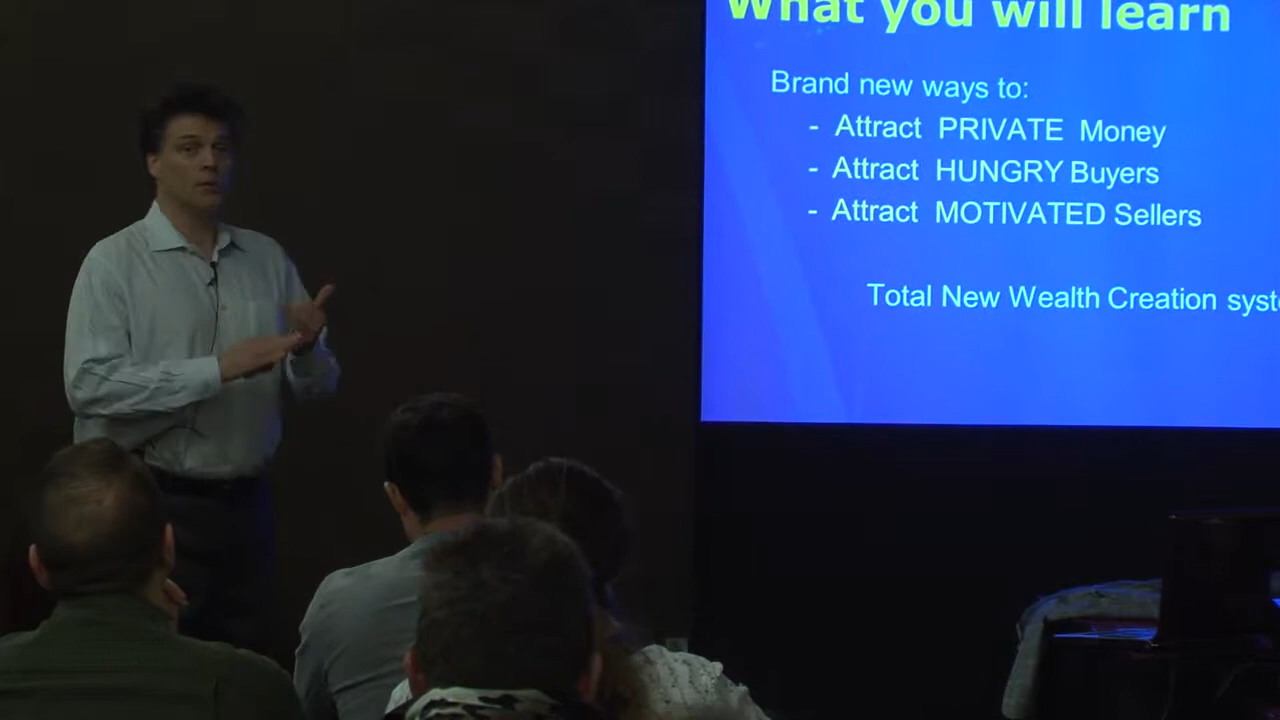 What you will learn
Brand new ways to:
- Attract PRIVATE Money
- Attract HUNGRY Buyers
- Attract MOTIVATED Sellers
Total New Wealth Creation syst